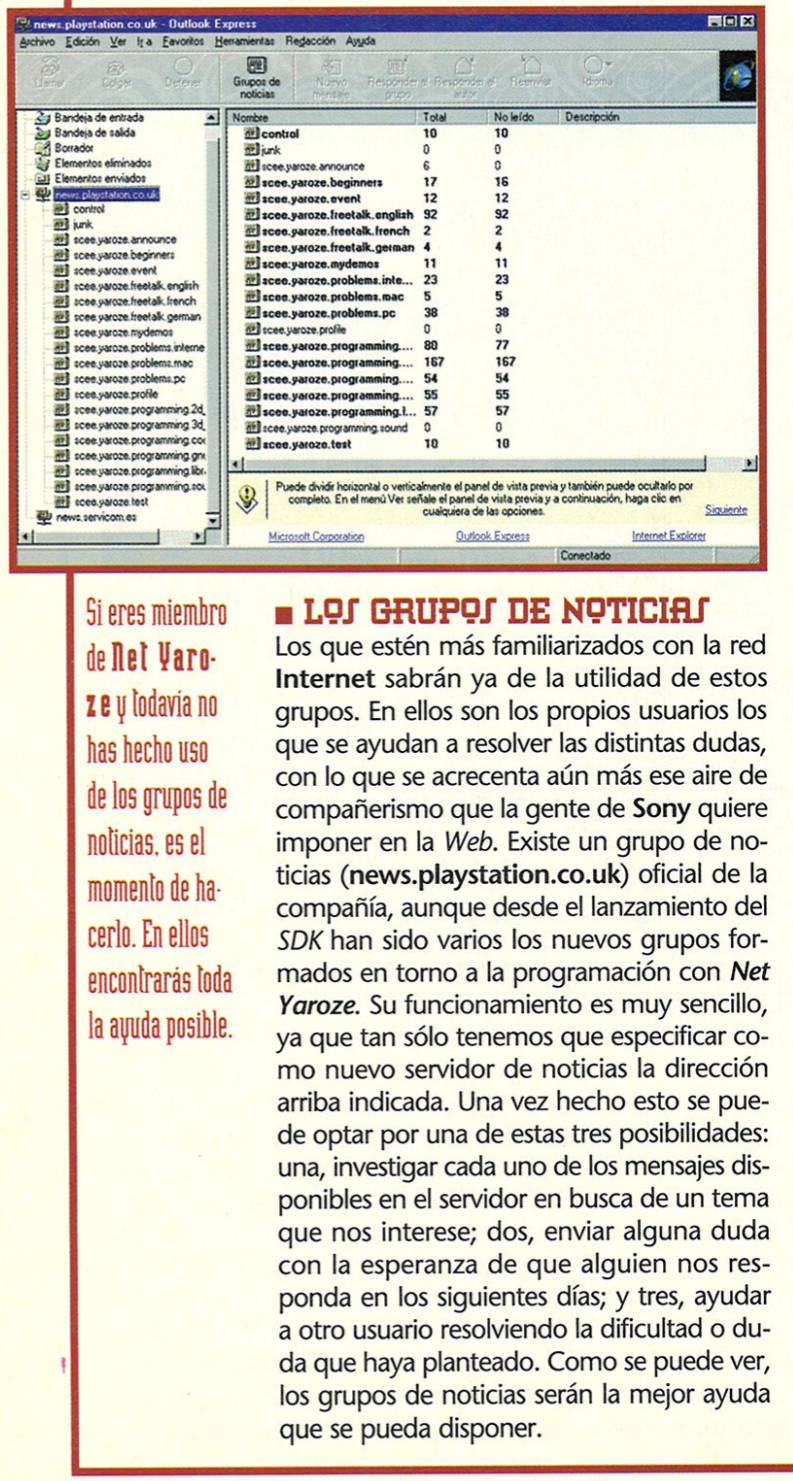 news.playstation.co.uk - Outlook Express
Archivo Edición Ver Ir a Favoritos Herramientas Redacción Ayuda
Llamar Colgar Detener Grupos de noticias Nuevo mensaje Responder al grupo Responder al autor Reenviar Idioma
Bandeja de entrada
Bandeja de salida
Borrador
Elementos eliminados
Elementos enviados
news.playstation.co.uk
control
junk
scee.yaroze.announce
scee.yaroze.beginners
scee.yaroze.event
scee.yaroze.freetalk.english
scee.yaroze.freetalk.french
scee.yaroze.freetalk.german
scee.yaroze.mydemos
scee.yaroze.problems.interne
scee.yaroze.problems.mac
scee.yaroze.problems.pc
scee.yaroze.profile
scee.yaroze.programming.2d_
scee.yaroze.programming.3d_
scee.yaroze.programming.coc
scee.yaroze.programming.gnu
scee.yaroze.programming.libr.
scee.yaroze.programming.sou
scee.yaroze.test
news.servicom.es
Nombre Total No leído Descripción
control 10 10
junk 0 0
scee.yaroze.announce 6 0
scee.yaroze.beginners 17 16
scee.yaroze.event 12 12
scee.yaroze.freetalk.english 92 92
scee.yaroze.freetalk.french 2 2
scee.yaroze.freetalk.german 4 4
scee.yaroze.mydemos 11 11
scee.yaroze.problems.inte... 23 23
scee.yaroze.problems.mac 5 5
scee.yaroze.problems.pc 38 38
scee.yaroze.profile 0 0
scee.yaroze.programming.... 80 77
scee.yaroze.programming.... 167 167
scee.yaroze.programming.... 54 54
scee.yaroze.programming.... 55 55
scee.yaroze.programming.l... 57 57
scee.yaroze.programming.sound 0 0
scee.yaroze.test 10 10
Puede dividir horizontal o verticalmente el panel de vista previa y también puede ocultarlo por
completo. En el menú Ver señale el panel de vista previa y a continuación, haga clic en
cualquiera de las opciones.
Siguiente
Microsoft Corporation Outlook Express Internet Explorer
Conectado
Si eres miembro
de Net Yaro-
ze y todavía no
has hecho uso
de los grupos de
noticias, es el
momento de ha-
cerlo. En ellos
encontrarás toda
la ayuda posible.
■ LOS GRUPOS DE NOTICIAS
Los que estén más familiarizados con la red
Internet sabrán ya de la utilidad de estos
grupos. En ellos son los propios usuarios los
que se ayudan a resolver las distintas dudas,
con lo que se acrecenta aún más ese aire de
compañerismo que la gente de Sony quiere
imponer en la Web. Existe un grupo de no-
ticias (news.playstation.co.uk) oficial de la
compañía, aunque desde el lanzamiento del
SDK han sido varios los nuevos grupos for-
mados en torno a la programación con Net
Yaroze. Su funcionamiento es muy sencillo,
ya que tan sólo tenemos que especificar co-
mo nuevo servidor de noticias la dirección
arriba indicada. Una vez hecho esto se pue-
de optar por una de estas tres posibilidades:
una, investigar cada uno de los mensajes dis-
ponibles en el servidor en busca de un tema
que nos interese; dos, enviar alguna duda
con la esperanza de que alguien nos res-
ponda en los siguientes días; y tres, ayudar
a otro usuario resolviendo la dificultad o du-
da que haya planteado. Como se puede ver,
los grupos de noticias serán la mejor ayuda
que se pueda disponer.